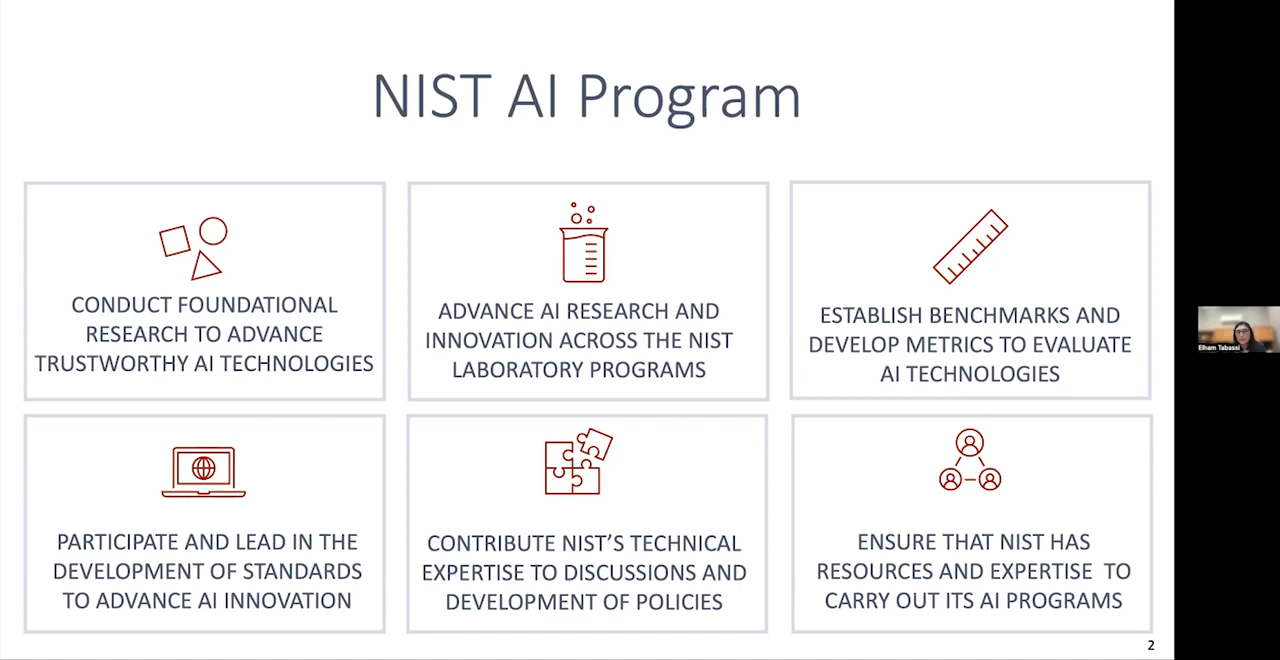 NIST AI Program
CONDUCT FOUNDATIONAL
RESEARCH TO ADVANCE
TRUSTWORTHY AI TECHNOLOGIES
ADVANCE AI RESEARCH AND
INNOVATION ACROSS THE NIST
LABORATORY PROGRAMS
ESTABLISH BENCHMARKS AND
DEVELOP METRICS TO EVALUATE
AI TECHNOLOGIES
PARTICIPATE AND LEAD IN THE
DEVELOPMENT OF STANDARDS
TO ADVANCE AI INNOVATION
CONTRIBUTE NIST’S TECHNICAL
EXPERTISE TO DISCUSSIONS AND
DEVELOPMENT OF POLICIES
ENSURE THAT NIST HAS
RESOURCES AND EXPERTISE TO
CARRY OUT ITS AI PROGRAMS
2
Elham Tabassi